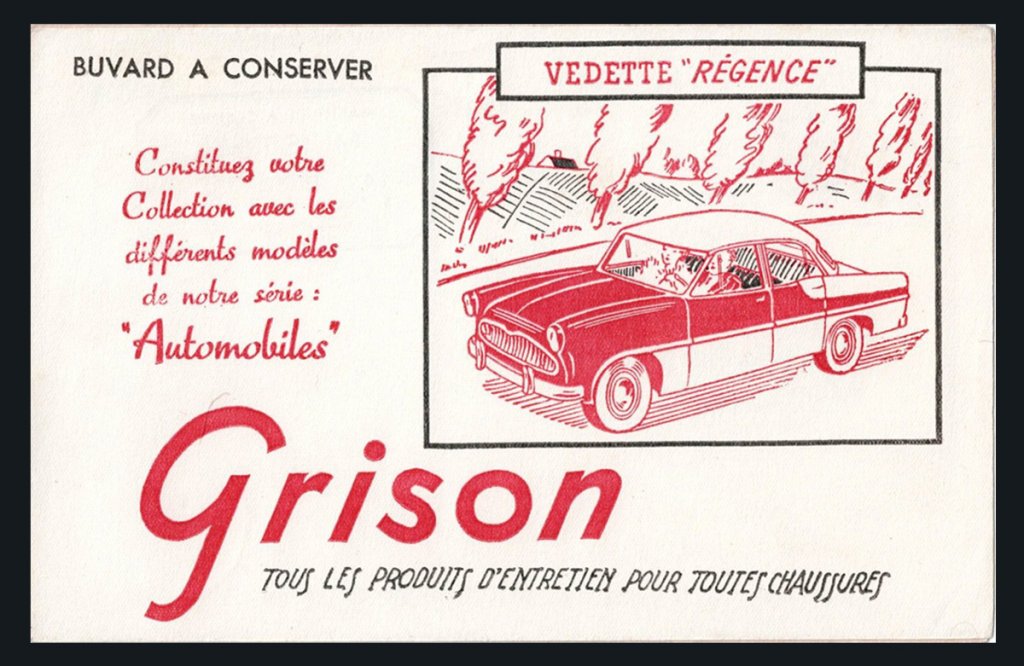 BUVARD A CONSERVER
VEDETTE "RÉGENCE"
Constituez votre
Collection avec les
différents modèles
de notre série :
"Automobiles"
Grison
TOUS LES PRODUITS D'ENTRETIEN POUR TOUTES CHAUSSURES